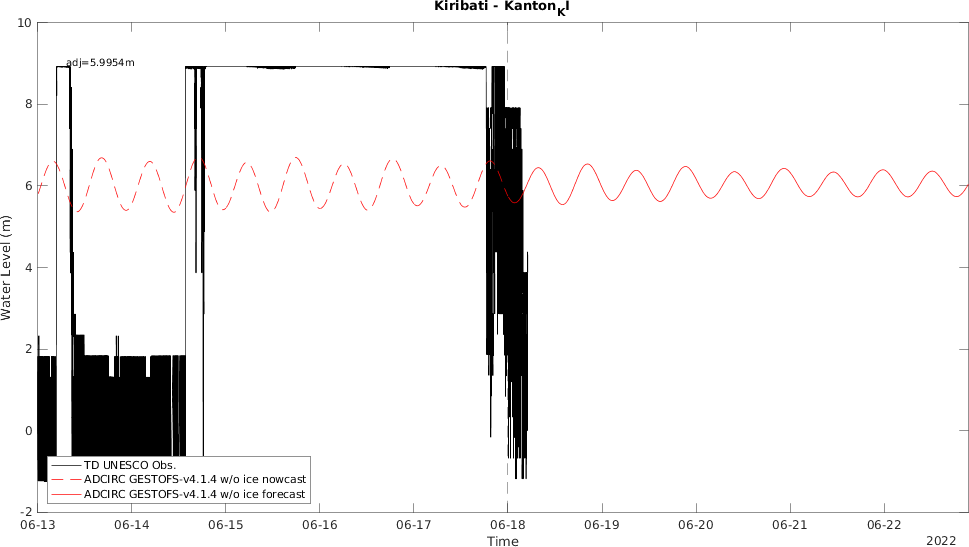 Kiribati - Kanton_KI
10
adj=5.9954m
8
6
4
2
0
-2
Water Level (m)
TD UNESCO Obs.
ADCIRC GESTOFS-v4.1.4 w/o ice nowcast
ADCIRC GESTOFS-v4.1.4 w/o ice forecast
06-13 06-14 06-15 06-16 06-17 06-18 06-19 06-20 06-21 06-22
Time
2022